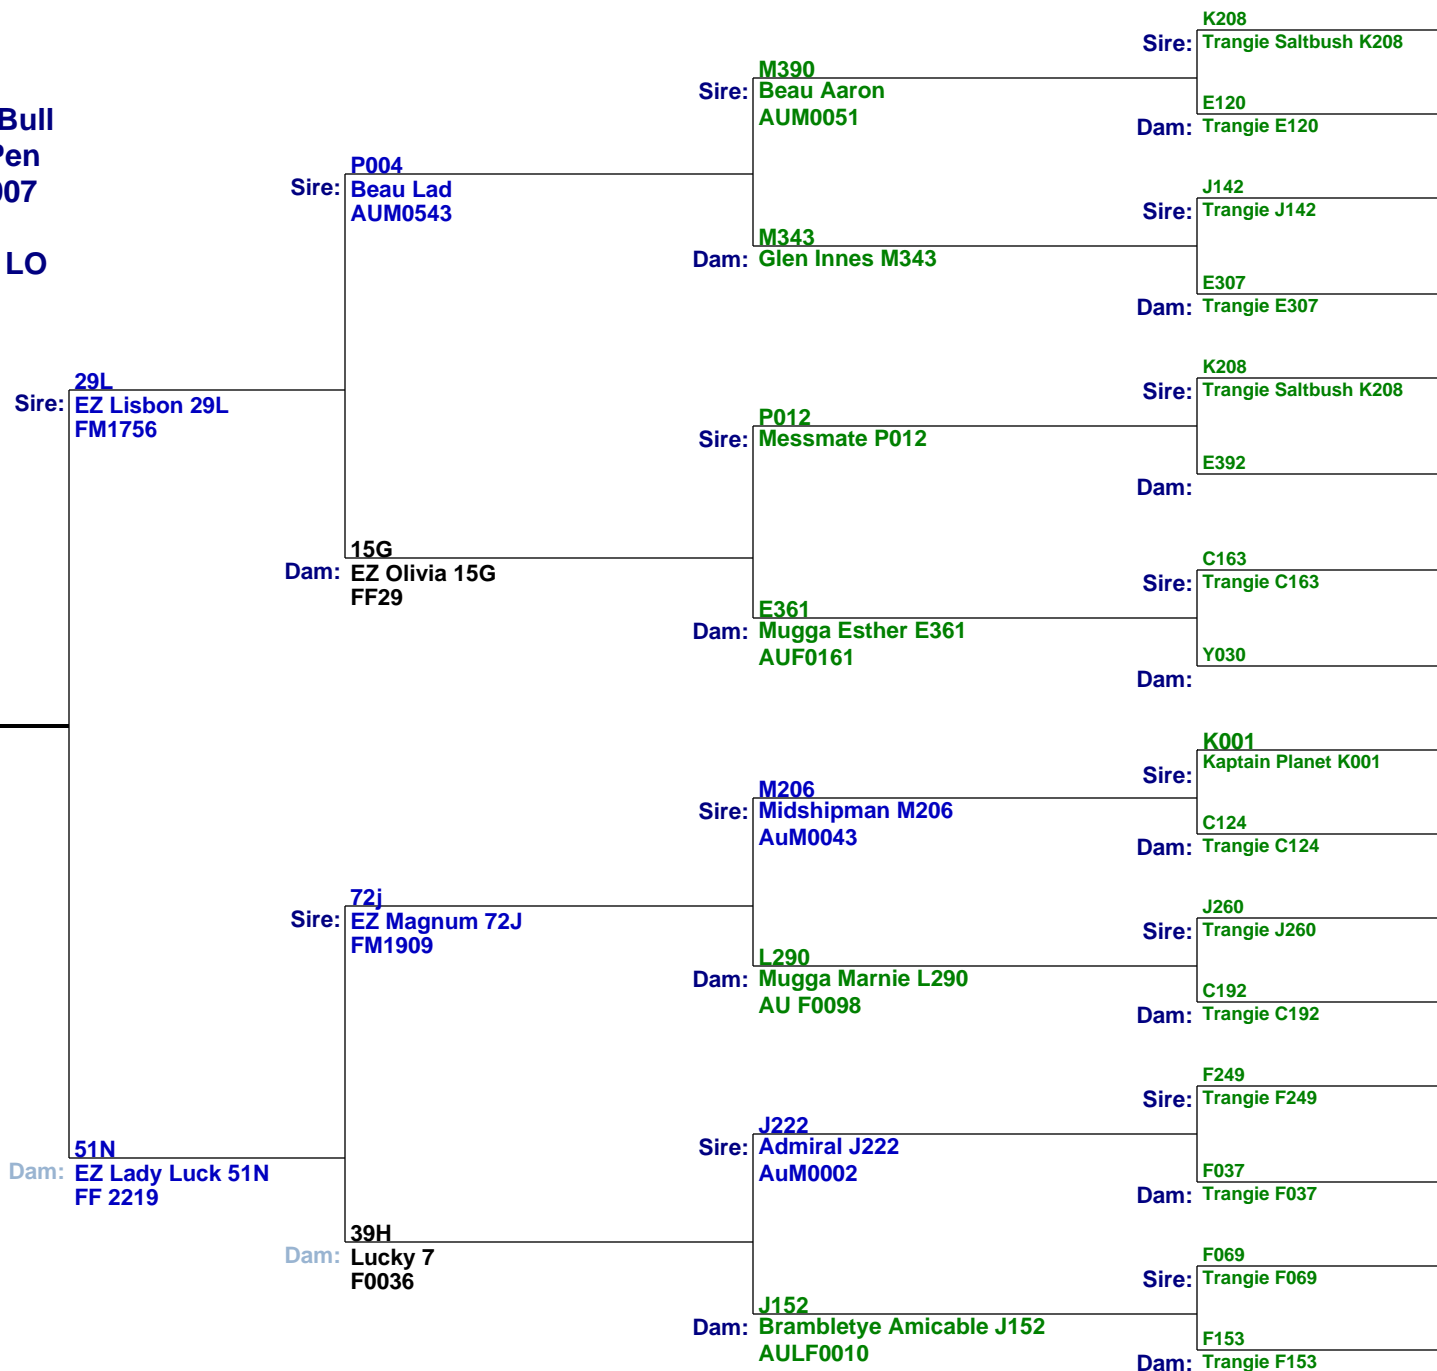 Bull
Pen
007
LO
Sire:
29L
EZ Lisbon 29L
FM1756
Dam:
51N
EZ Lady Luck 51N
FF 2219
Sire:
P004
Beau Lad
AUM0543
Dam:
15G
EZ Olivia 15G
FF29
Sire:
72j
EZ Magnum 72J
FM1909
Dam:
39H
Lucky 7
F0036
Sire:
M390
Beau Aaron
AUM0051
Dam:
M343
Glen Innes M343
Sire:
P012
Messmate P012
Dam:
E361
Mugga Esther E361
AUF0161
Sire:
M206
Midshipman M206
AuM0043
Dam:
L290
Mugga Marnie L290
AU F0098
Sire:
J222
Admiral J222
AuM0002
Dam:
J152
Brambletye Amicable J152
AULF0010
Sire:
K208
Trangie Saltbush K208
Dam:
E120
Trangie E120
Sire:
J142
Trangie J142
Dam:
E307
Trangie E307
Sire:
K208
Trangie Saltbush K208
Dam:
E392
Sire:
C163
Trangie C163
Dam:
Y030
Sire:
K001
Kaptain Planet K001
Dam:
C124
Trangie C124
Sire:
J260
Trangie J260
Dam:
C192
Trangie C192
Sire:
F249
Trangie F249
Dam:
F037
Trangie F037
Sire:
F069
Trangie F069
Dam:
F153
Trangie F153